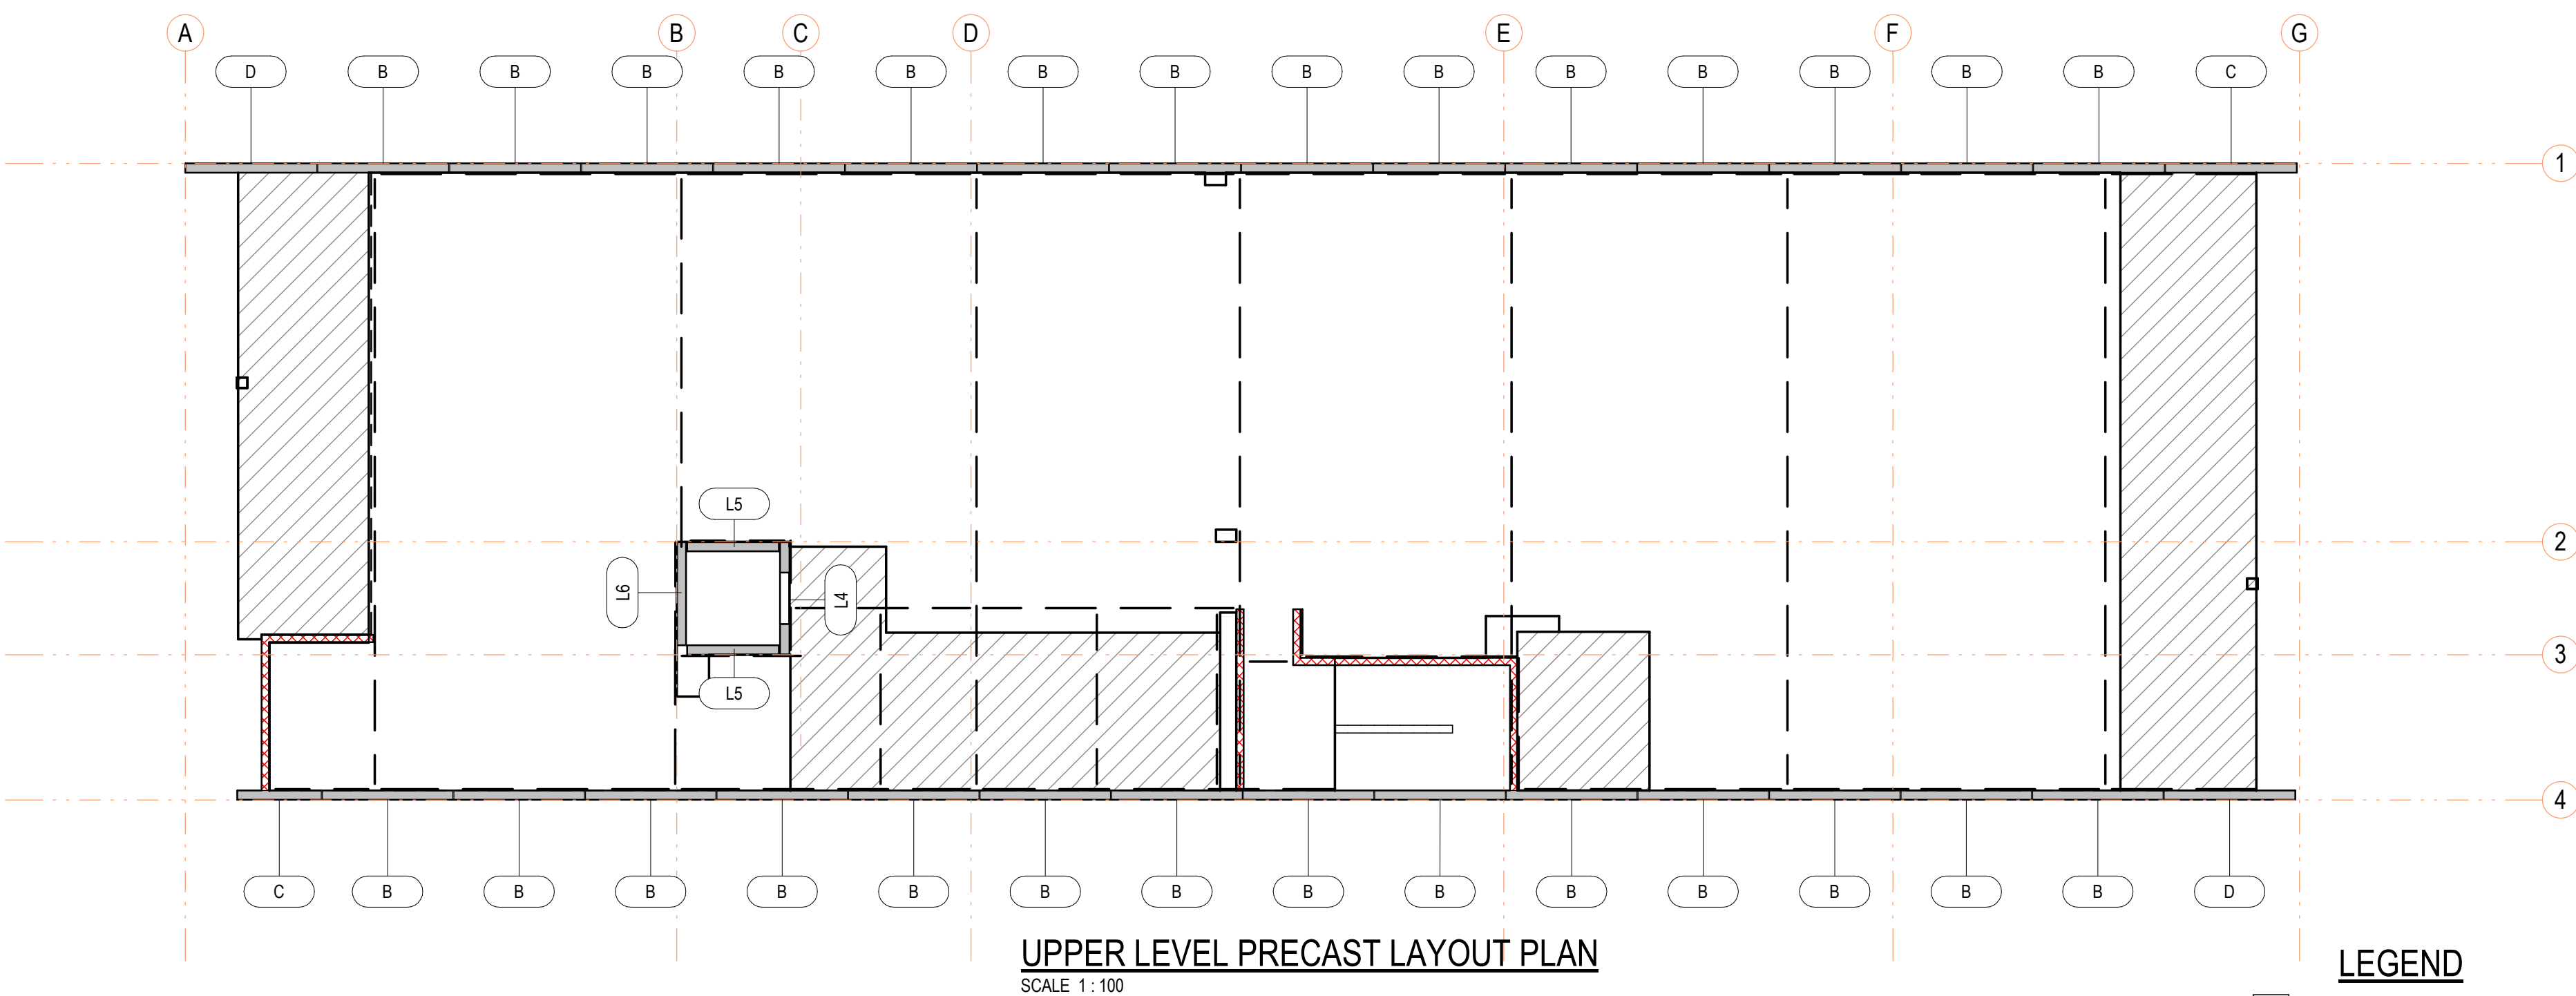 A B C D E F G
D B B B B B B B B B B B B B B C
1
L5
2
L6 L4
3
L5
4
C B B B B B B B B B B B B B B D
UPPER LEVEL PRECAST LAYOUT PLAN
SCALE 1 : 100
LEGEND